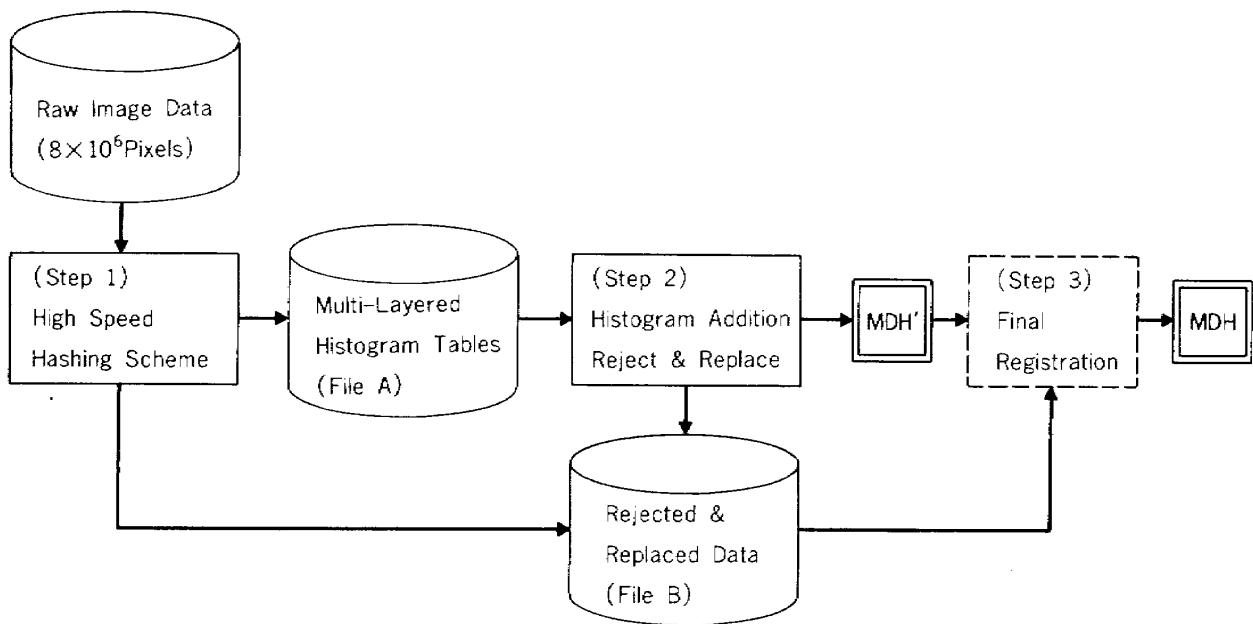 Raw Image Data
(8×10⁶Pixels)
(Step 1)
High Speed
Hashing Scheme
Multi-Layered
Histogram Tables
(File A)
(Step 2)
Histogram Addition
Reject & Replace
MDH'
(Step 3)
Final
Registration
MDH
Rejected &
Replaced Data
(File B)